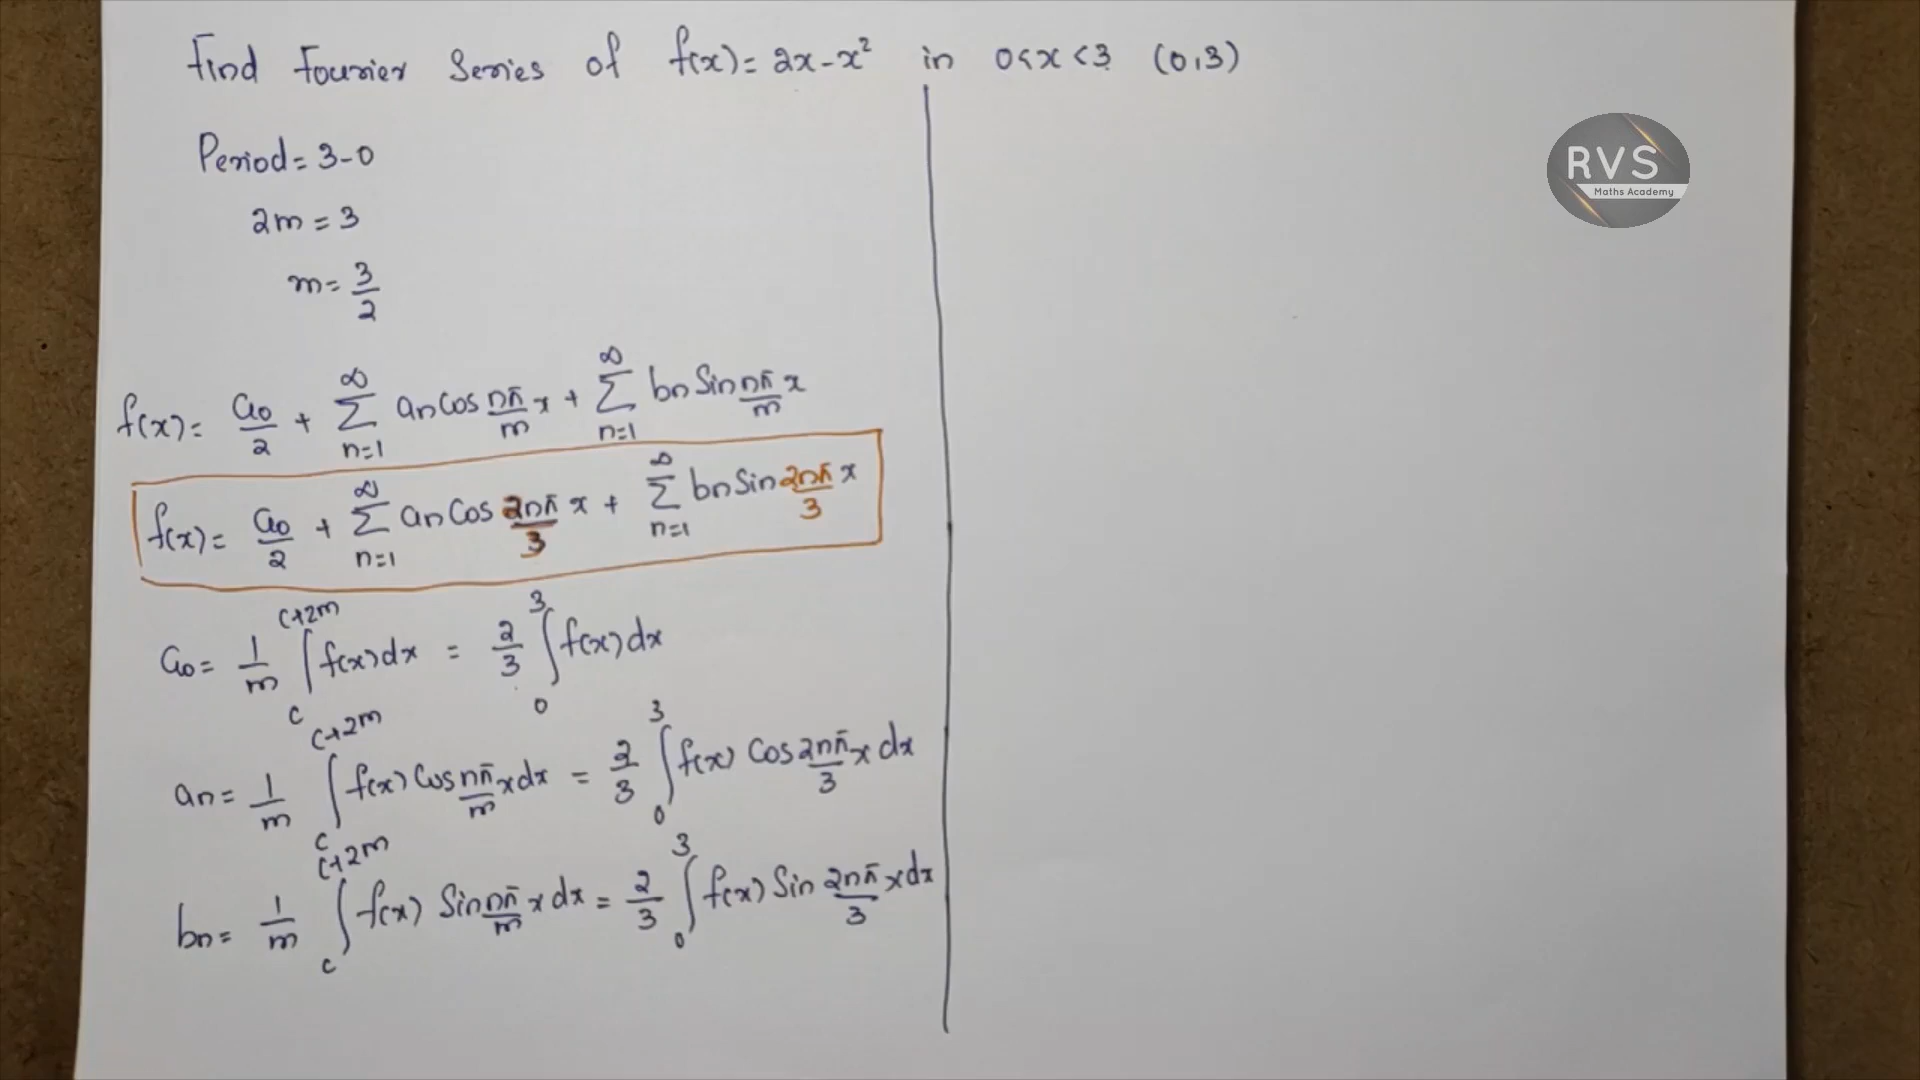 Find Fourier Series of f(x) = 2x - x² in 0<x<3 (0,3)
Period = 3-0
2m = 3
m = 3/2
f(x) = a₀/2 + ∞ Σ n=1 an Cos nπ/m x + ∞ Σ n=1 bn Sin nπ/m x
f(x) = a₀/2 + ∞ Σ n=1 an Cos 2nπ/3 x + ∞ Σ n=1 bn Sin 2nπ/3 x
a₀ = 1/m ∫ c c+2m f(x) dx = 2/3 ∫ 0 3 f(x) dx
an = 1/m ∫ c c+2m f(x) Cos nπ/m x dx = 2/3 ∫ 0 3 f(x) Cos 2nπ/3 x dx
bn = 1/m ∫ c c+2m f(x) Sin nπ/m x dx = 2/3 ∫ 0 3 f(x) Sin 2nπ/3 x dx
RVS
Maths Academy